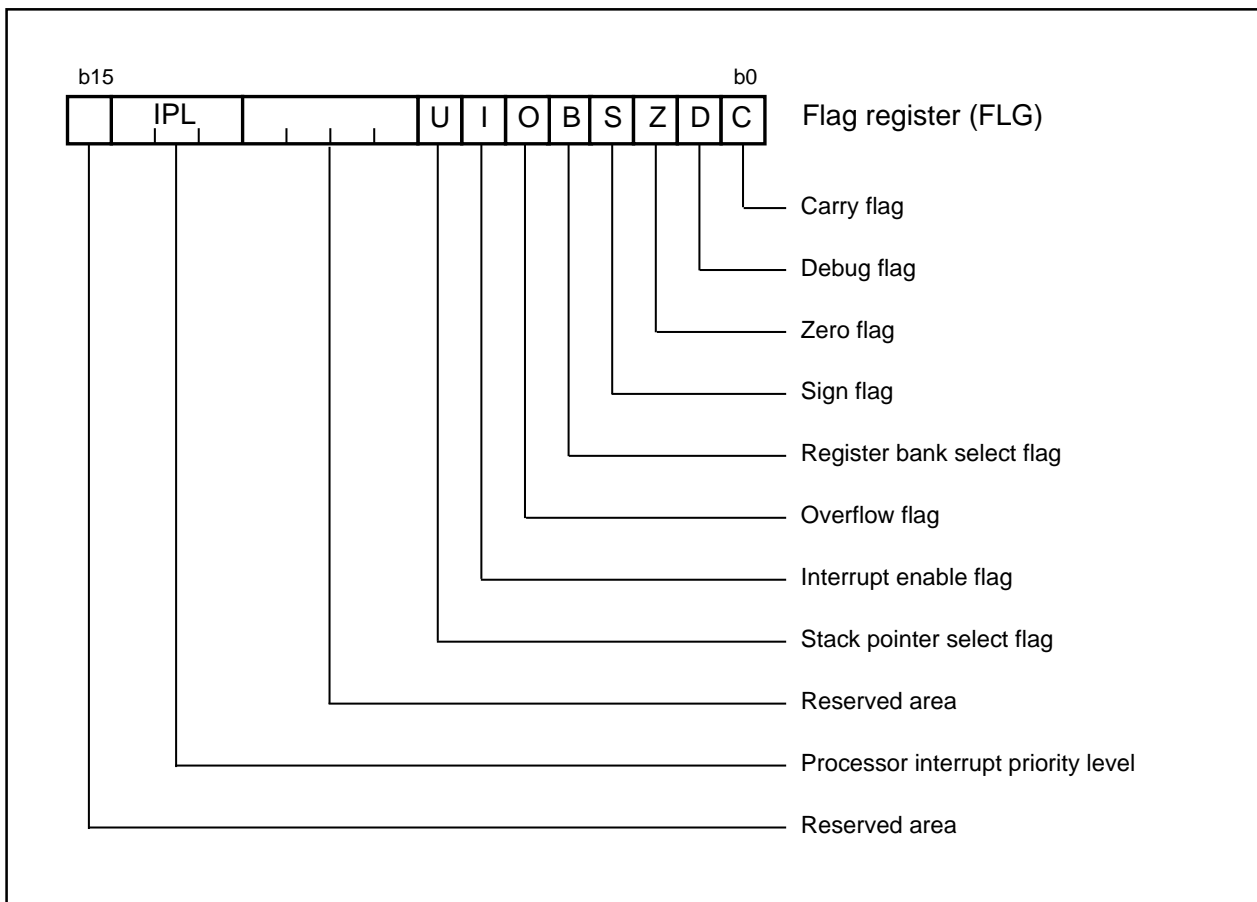 b15 b0
IPL U I O B S Z D C Flag register (FLG)
Carry flag
Debug flag
Zero flag
Sign flag
Register bank select flag
Overflow flag
Interrupt enable flag
Stack pointer select flag
Reserved area
Processor interrupt priority level
Reserved area